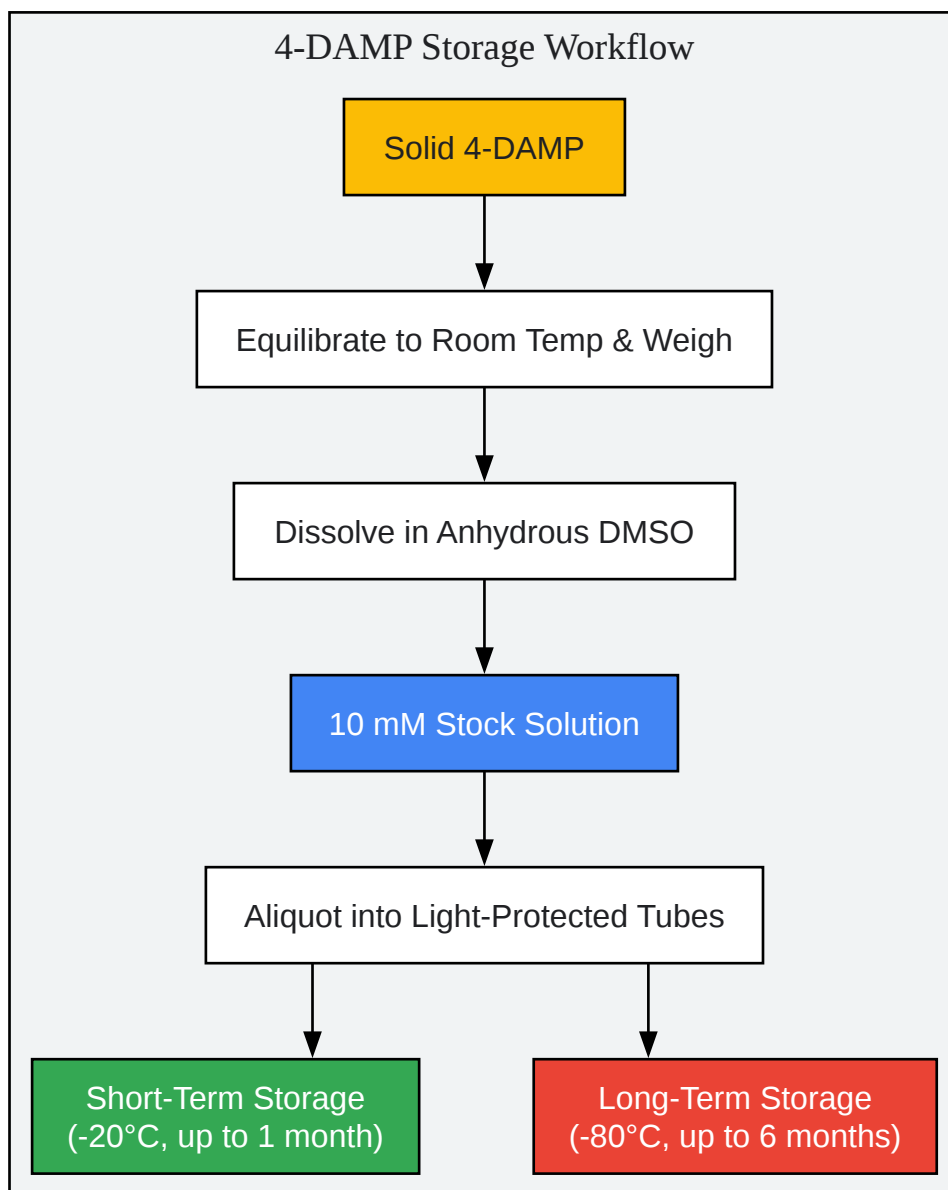 4-DAMP Storage Workflow
Solid 4-DAMP
Equilibrate to Room Temp & Weigh
Dissolve in Anhydrous DMSO
10 mM Stock Solution
Aliquot into Light-Protected Tubes
Short-Term Storage
(-20°C, up to 1 month)
Long-Term Storage
(-80°C, up to 6 months)